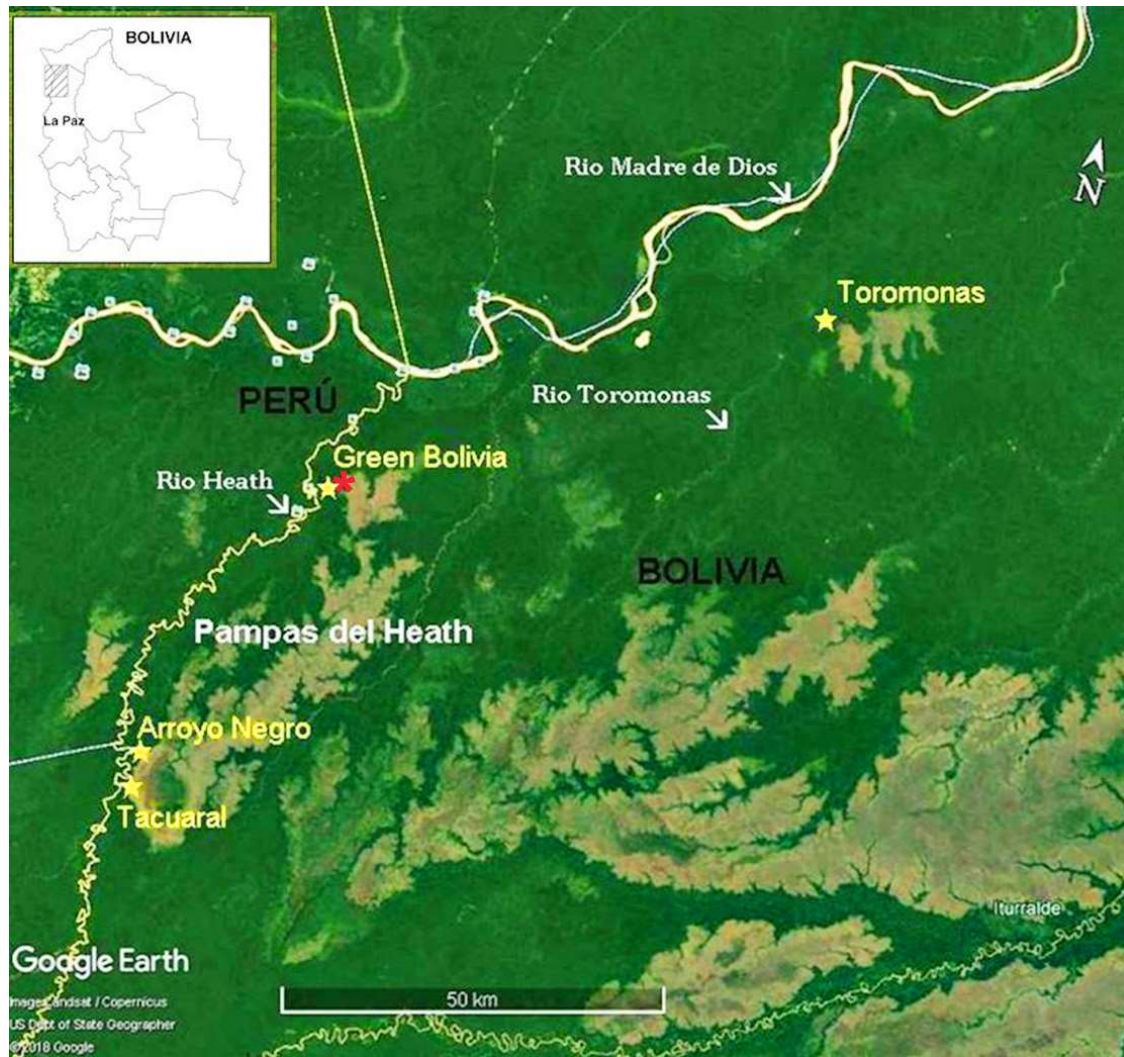 BOLIVIA
La Paz
Rio Madre de Dios
N
Toromonas
PERÚ
Rio Toromonas
Green Bolivia
*
Rio Heath
BOLIVIA
Pampas del Heath
Arroyo Negro
Tacuaral
Iturralde
Google Earth
Image Landsat / Copernicus
US Dept of State Geographer
©2018 Google
50 km